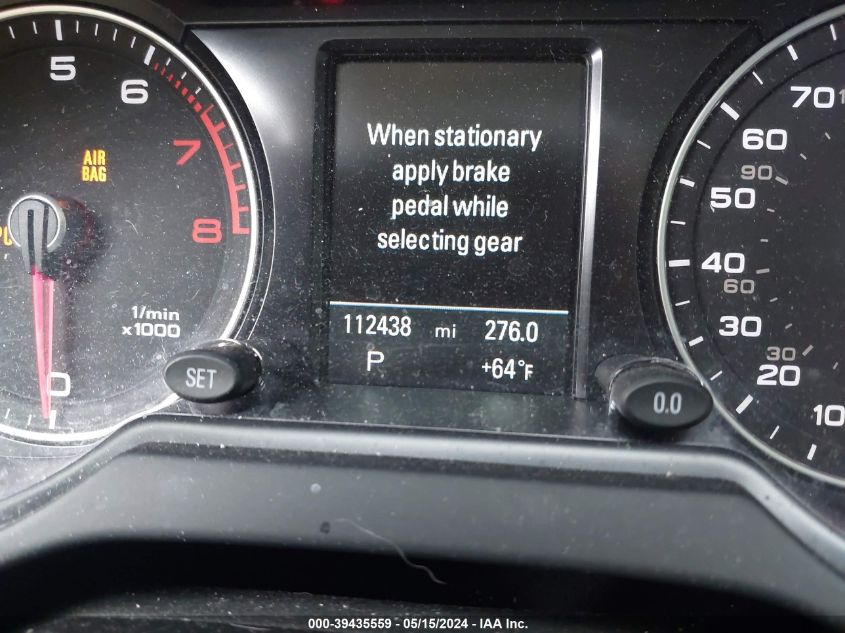 5
6
7
8
AIR
BAG
1/min
x1000
0
SET
When stationary
apply brake
pedal while
selecting gear
112438 mi 276.0
P +64°F
0.0
70
60
90
50
40
60
30
30
20
10
000-39435559 - 05/15/2024 - IAA Inc.